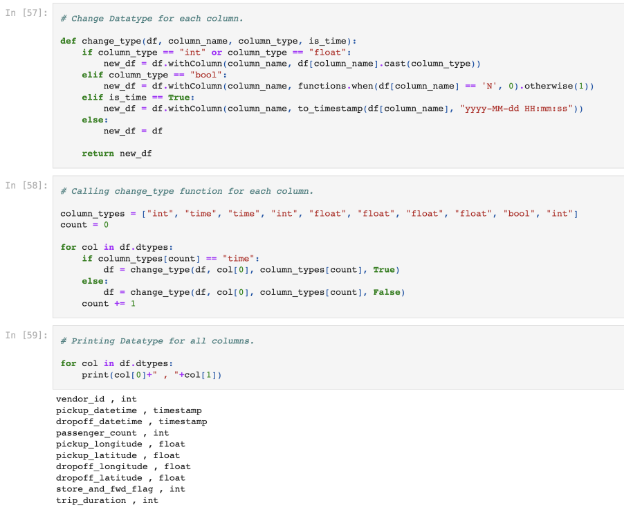 In [57]:
# Change Datatype for each column.
def change_type(df, column_name, column_type, is_time):
    if column_type == "int" or column_type == "float":
        new_df = df.withColumn(column_name, df[column_name].cast(column_type))
    elif column_type == "bool":
        new_df = df.withColumn(column_name, functions.when(df[column_name] == 'N', 0).otherwise(1))
    elif is_time == True:
        new_df = df.withColumn(column_name, to_timestamp(df[column_name], "yyyy-MM-dd HH:mm:ss"))
    else:
        new_df = df
    return new_df
In [58]:
# Calling change_type function for each column.
column_types = ["int", "time", "time", "int", "float", "float", "float", "float", "bool", "int"]
count = 0
for col in df.dtypes:
    if column_types[count] == "time":
        df = change_type(df, col[0], column_types[count], True)
    else:
        df = change_type(df, col[0], column_types[count], False)
    count += 1
In [59]:
# Printing Datatype for all columns.
for col in df.dtypes:
    print(col[0]+" , "+col[1])
vendor_id , int
pickup_datetime , timestamp
dropoff_datetime , timestamp
passenger_count , int
pickup_longitude , float
pickup_latitude , float
dropoff_longitude , float
dropoff_latitude , float
store_and_fwd_flag , int
trip_duration , int